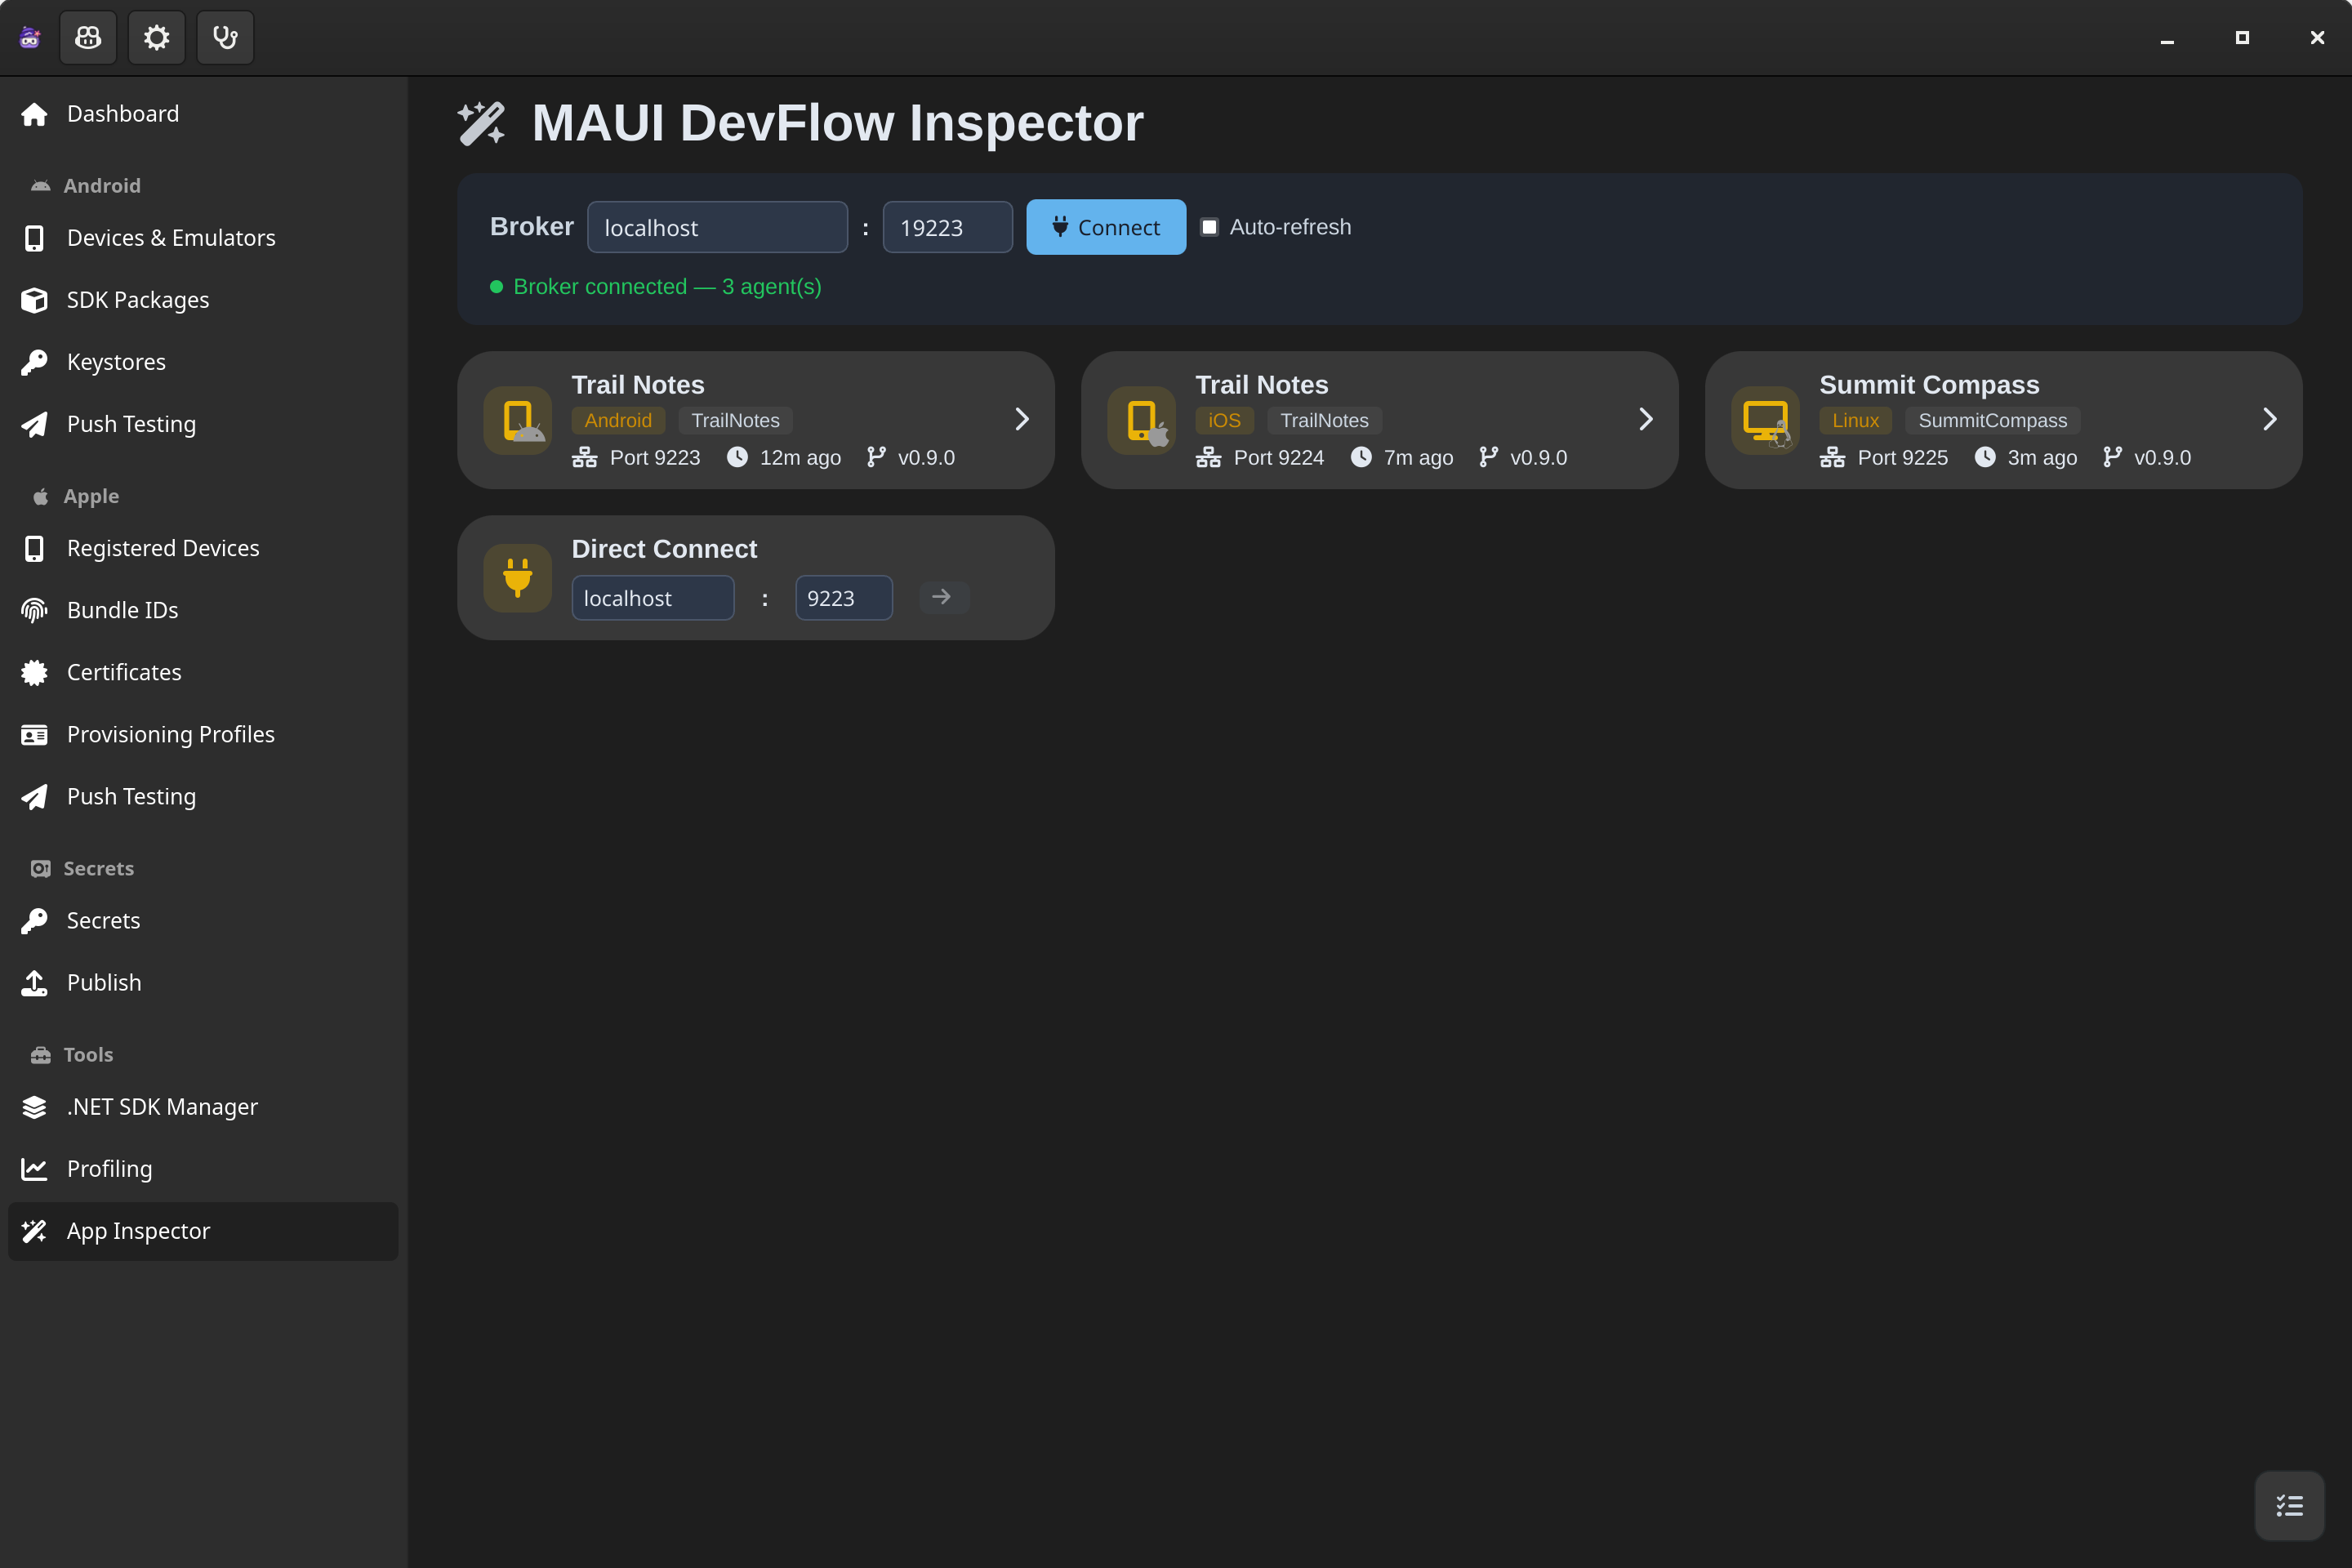 Dashboard
Android
Devices & Emulators
SDK Packages
Keystores
Push Testing
Apple
Registered Devices
Bundle IDs
Certificates
Provisioning Profiles
Push Testing
Secrets
Secrets
Publish
Tools
.NET SDK Manager
Profiling
App Inspector
MAUI DevFlow Inspector
Broker localhost : 19223 Connect Auto-refresh
Broker connected — 3 agent(s)
Trail Notes
Android TrailNotes
Port 9223 12m ago v0.9.0
Trail Notes
iOS TrailNotes
Port 9224 7m ago v0.9.0
Summit Compass
Linux SummitCompass
Port 9225 3m ago v0.9.0
Direct Connect
localhost : 9223